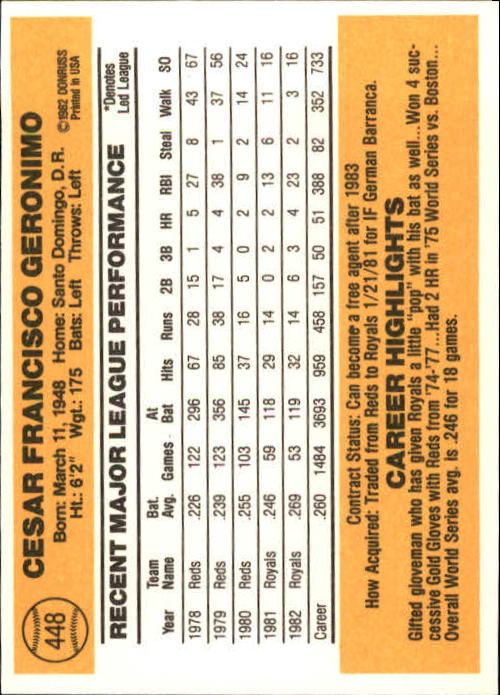 448
CESAR FRANCISCO GERONIMO
Born: March 11, 1948 Home: Santo Domingo, D. R.
Ht.: 6'2" Wgt.: 175 Bats: Left Throws: Left
©1982 DONRUSS
Printed in USA
RECENT MAJOR LEAGUE PERFORMANCE
*Denotes
Led League
Year Team Name Bat. Avg. Games At Bat Hits Runs 2B 3B HR RBI Steal Walk SO
1978 Reds .226 122 296 67 28 15 1 5 27 8 43 67
1979 Reds .239 123 356 85 38 17 4 4 38 1 37 56
1980 Reds .255 103 145 37 16 5 0 2 9 2 14 24
1981 Royals .246 59 118 29 14 0 2 2 13 6 11 16
1982 Royals .269 53 119 32 14 6 3 4 23 2 3 16
Career .260 1484 3693 959 458 157 50 51 388 82 352 733
Contract Status: Can become a free agent after 1983
How Acquired: Traded from Reds to Royals 1/21/81 for IF German Barranca.
CAREER HIGHLIGHTS
Gifted gloveman who has given Royals a little "pop" with his bat as well...Won 4 suc-
cessive Gold Gloves with Reds from '74-'77...Had 2 HR in '75 World Series vs. Boston...
Overall World Series avg. is .246 for 18 games.